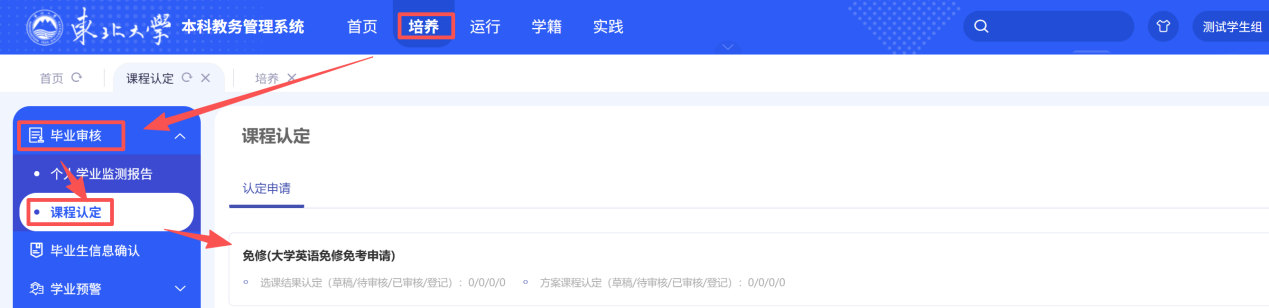 东北大学 本科教务管理系统 首页 培养 运行 学籍 实践 测试学生组
首页 课程认定 培养
毕业审核
课程认定
个人学业监测报告
认定申请
课程认定
毕业生信息确认
免修(大学英语免修免考申请)
选课结果认定（草稿/待审核/已审核/登记）：0/0/0/0 方案课程认定（草稿/待审核/已审核/登记）：0/0/0/0
学业预警